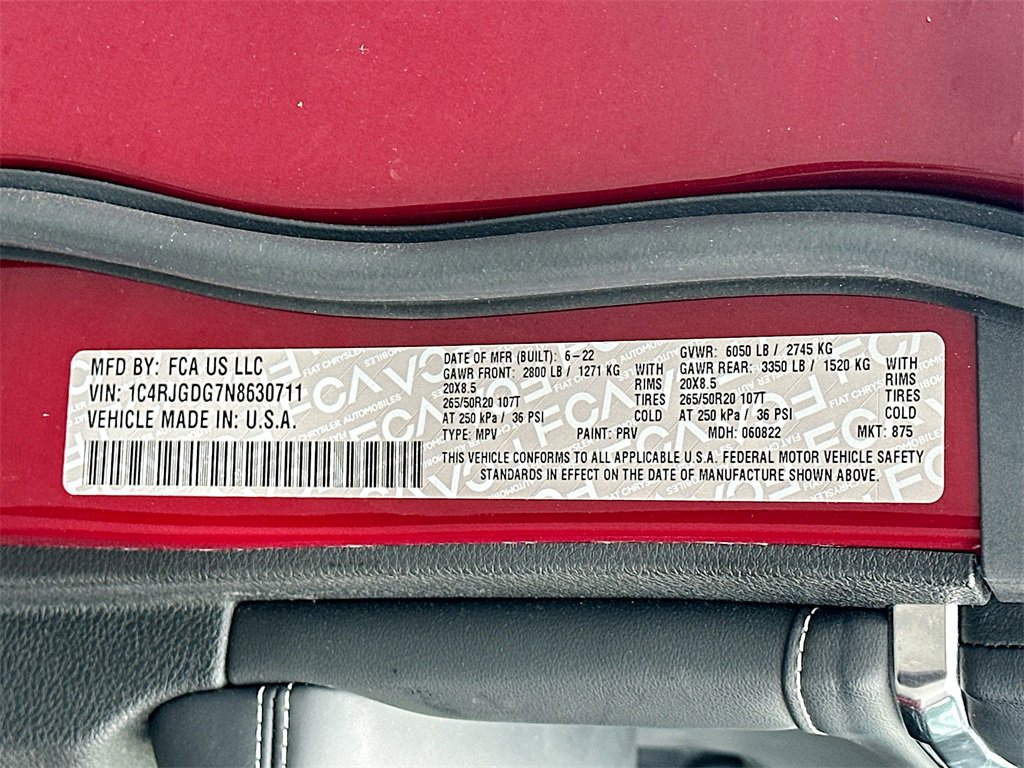 MFD BY: FCA US LLC
VIN: 1C4RJGDG7N8630711
VEHICLE MADE IN: U.S.A.
DATE OF MFR (BUILT): 6-22 GVWR: 6050 LB / 2745 KG
GAWR FRONT: 2800 LB / 1271 KG WITH GAWR REAR: 3350 LB / 1520 KG WITH
20X8.5 RIMS 20X8.5 RIMS
265/50R20 107T TIRES 265/50R20 107T TIRES
AT 250 kPa / 36 PSI COLD AT 250 kPa / 36 PSI COLD
TYPE: MPV PAINT: PRV MDH: 060822 MKT: 875
THIS VEHICLE CONFORMS TO ALL APPLICABLE U.S.A. FEDERAL MOTOR VEHICLE SAFETY
STANDARDS IN EFFECT ON THE DATE OF MANUFACTURE SHOWN ABOVE.